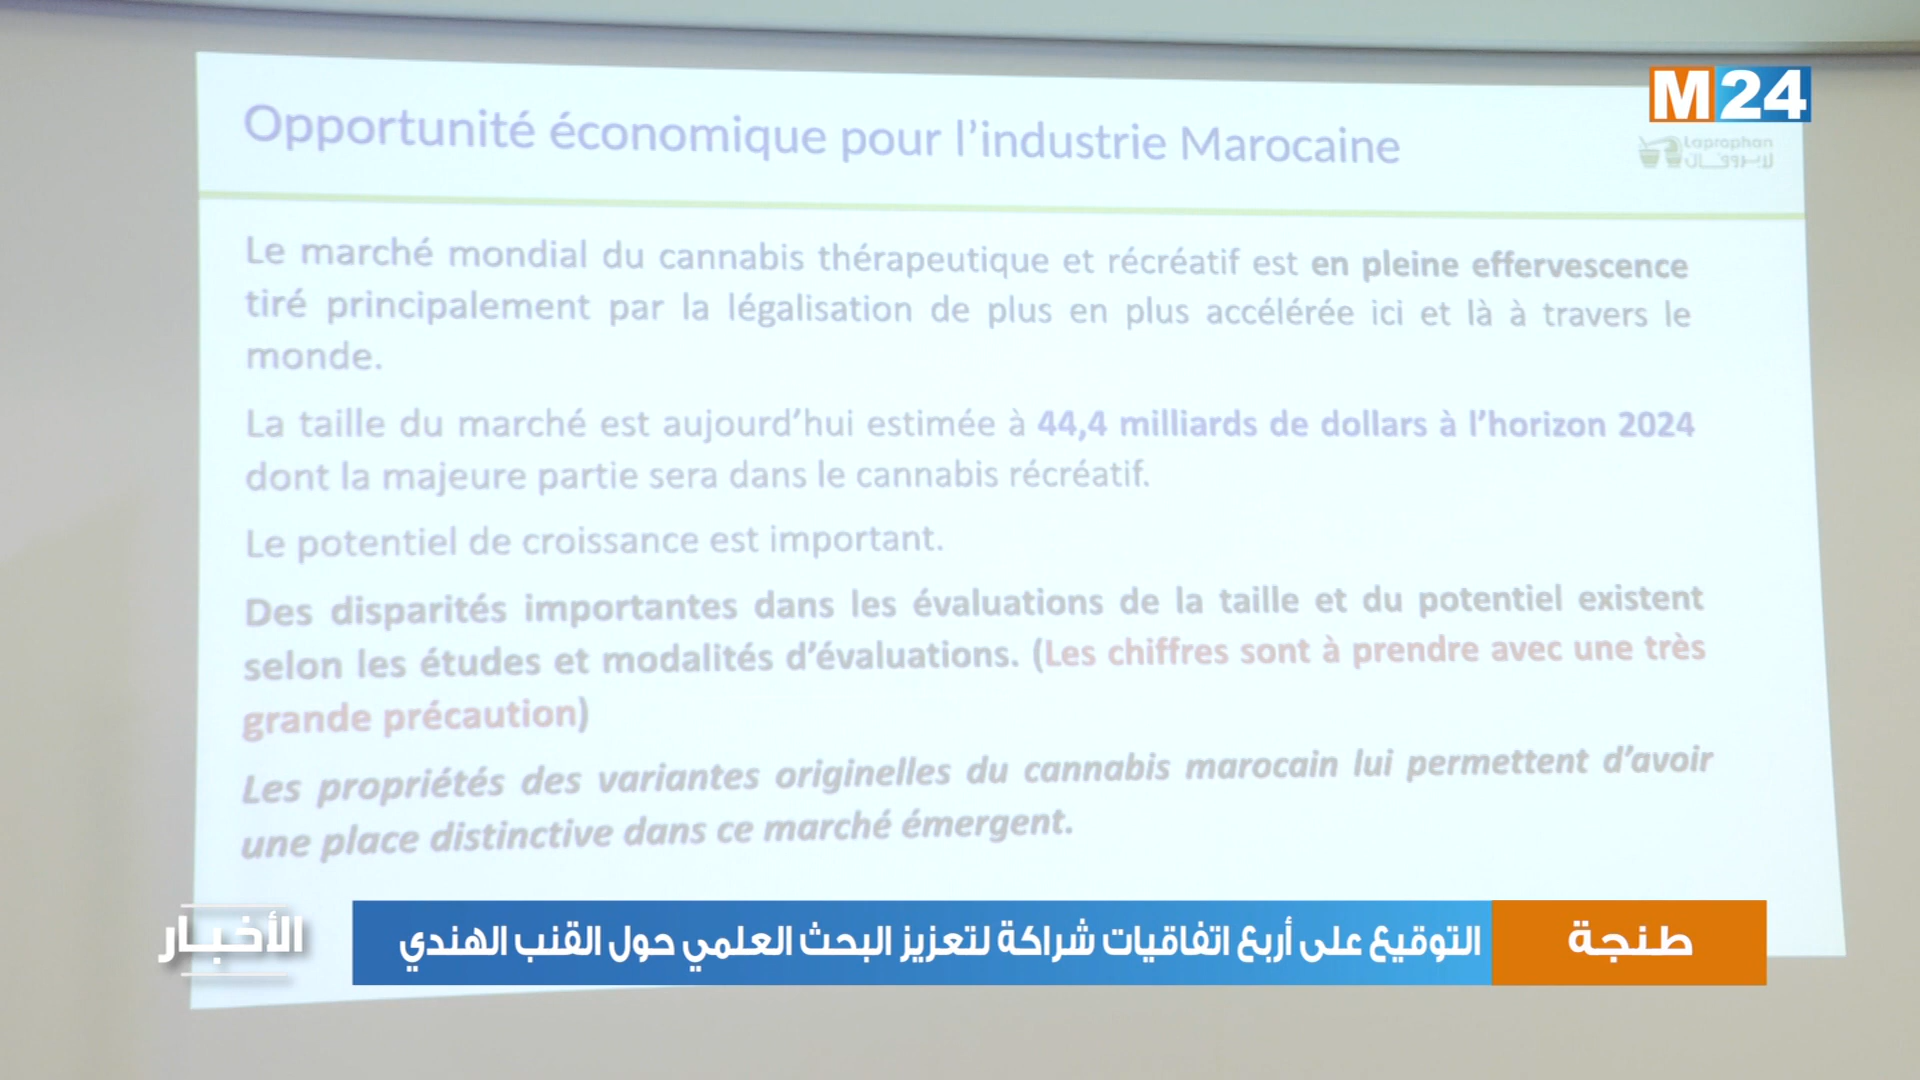 M24
Opportunité économique pour l’industrie Marocaine
Laprophan
لابروفان
Le marché mondial du cannabis thérapeutique et récréatif est en pleine effervescence
tiré principalement par la légalisation de plus en plus accélérée ici et là à travers le
monde.
La taille du marché est aujourd’hui estimée à 44,4 milliards de dollars à l’horizon 2024
dont la majeure partie sera dans le cannabis récréatif.
Le potentiel de croissance est important.
Des disparités importantes dans les évaluations de la taille et du potentiel existent
selon les études et modalités d’évaluations. (Les chiffres sont à prendre avec une très
grande précaution)
Les propriétés des variantes originelles du cannabis marocain lui permettent d’avoir
une place distinctive dans ce marché émergent.
طنجة
التوقيع على أربع اتفاقيات شراكة لتعزيز البحث العلمي حول القنب الهندي
الأخبار